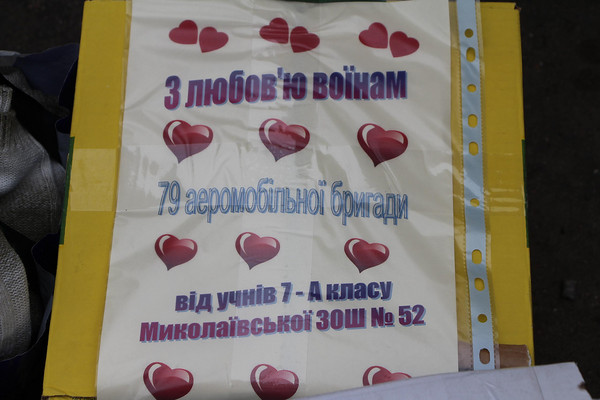 З любов'ю воїнам
79 аеромобільної бригади
від учнів 7 - А класу
Миколаївської ЗОШ № 52